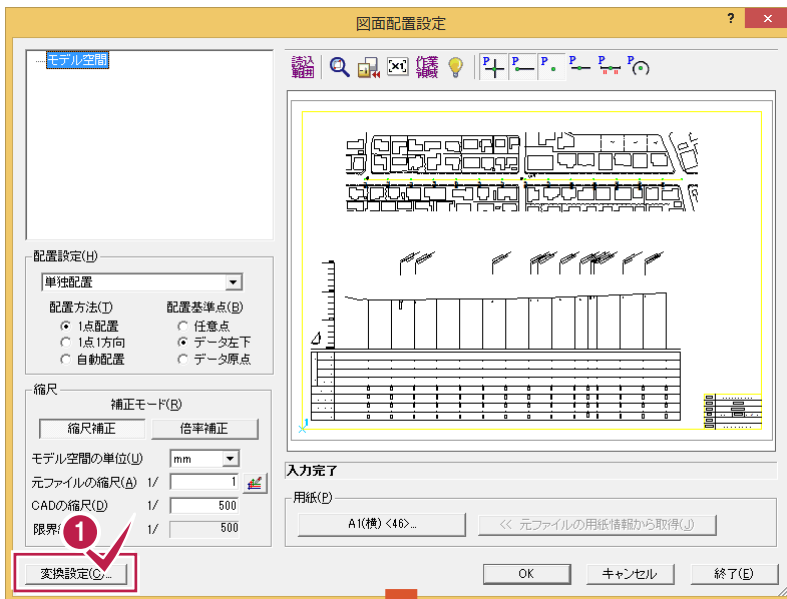 図面配置設定
? ×
モデル空間
読込範囲
×1
作業領域
P P P P P P
配置設定(H)
単独配置
配置方法(T) 配置基準点(B)
1点配置 任意点
1点1方向 データ左下
自動配置 データ原点
縮尺
補正モード(R)
縮尺補正 倍率補正
モデル空間の単位(U) mm
元ファイルの縮尺(A) 1/ 1
CADの縮尺(D) 1/ 500
限界 1/ 500
1
変換設定(C)...
1
入力完了
用紙(P)
A1(横) <46>...
<< 元ファイルの用紙情報から取得(J)
OK キャンセル 終了(E)